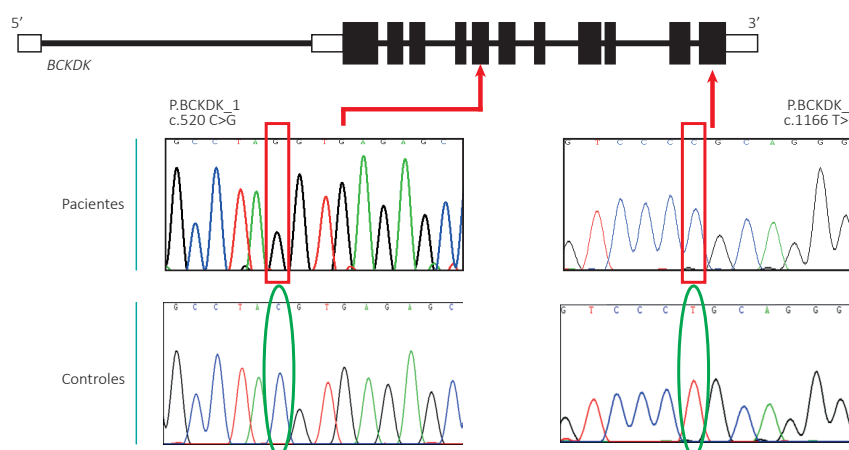 5’ 3’
BCKDK
P.BCKDK_1
c.520 C>G
P.BCKDK_
c.1166 T>
Pacientes
G C C T A G G T G A G A G C
G T C C C C G C A G G G
Controles
G C C T A C G T G A G A G C
G T C C C T G C A G G G